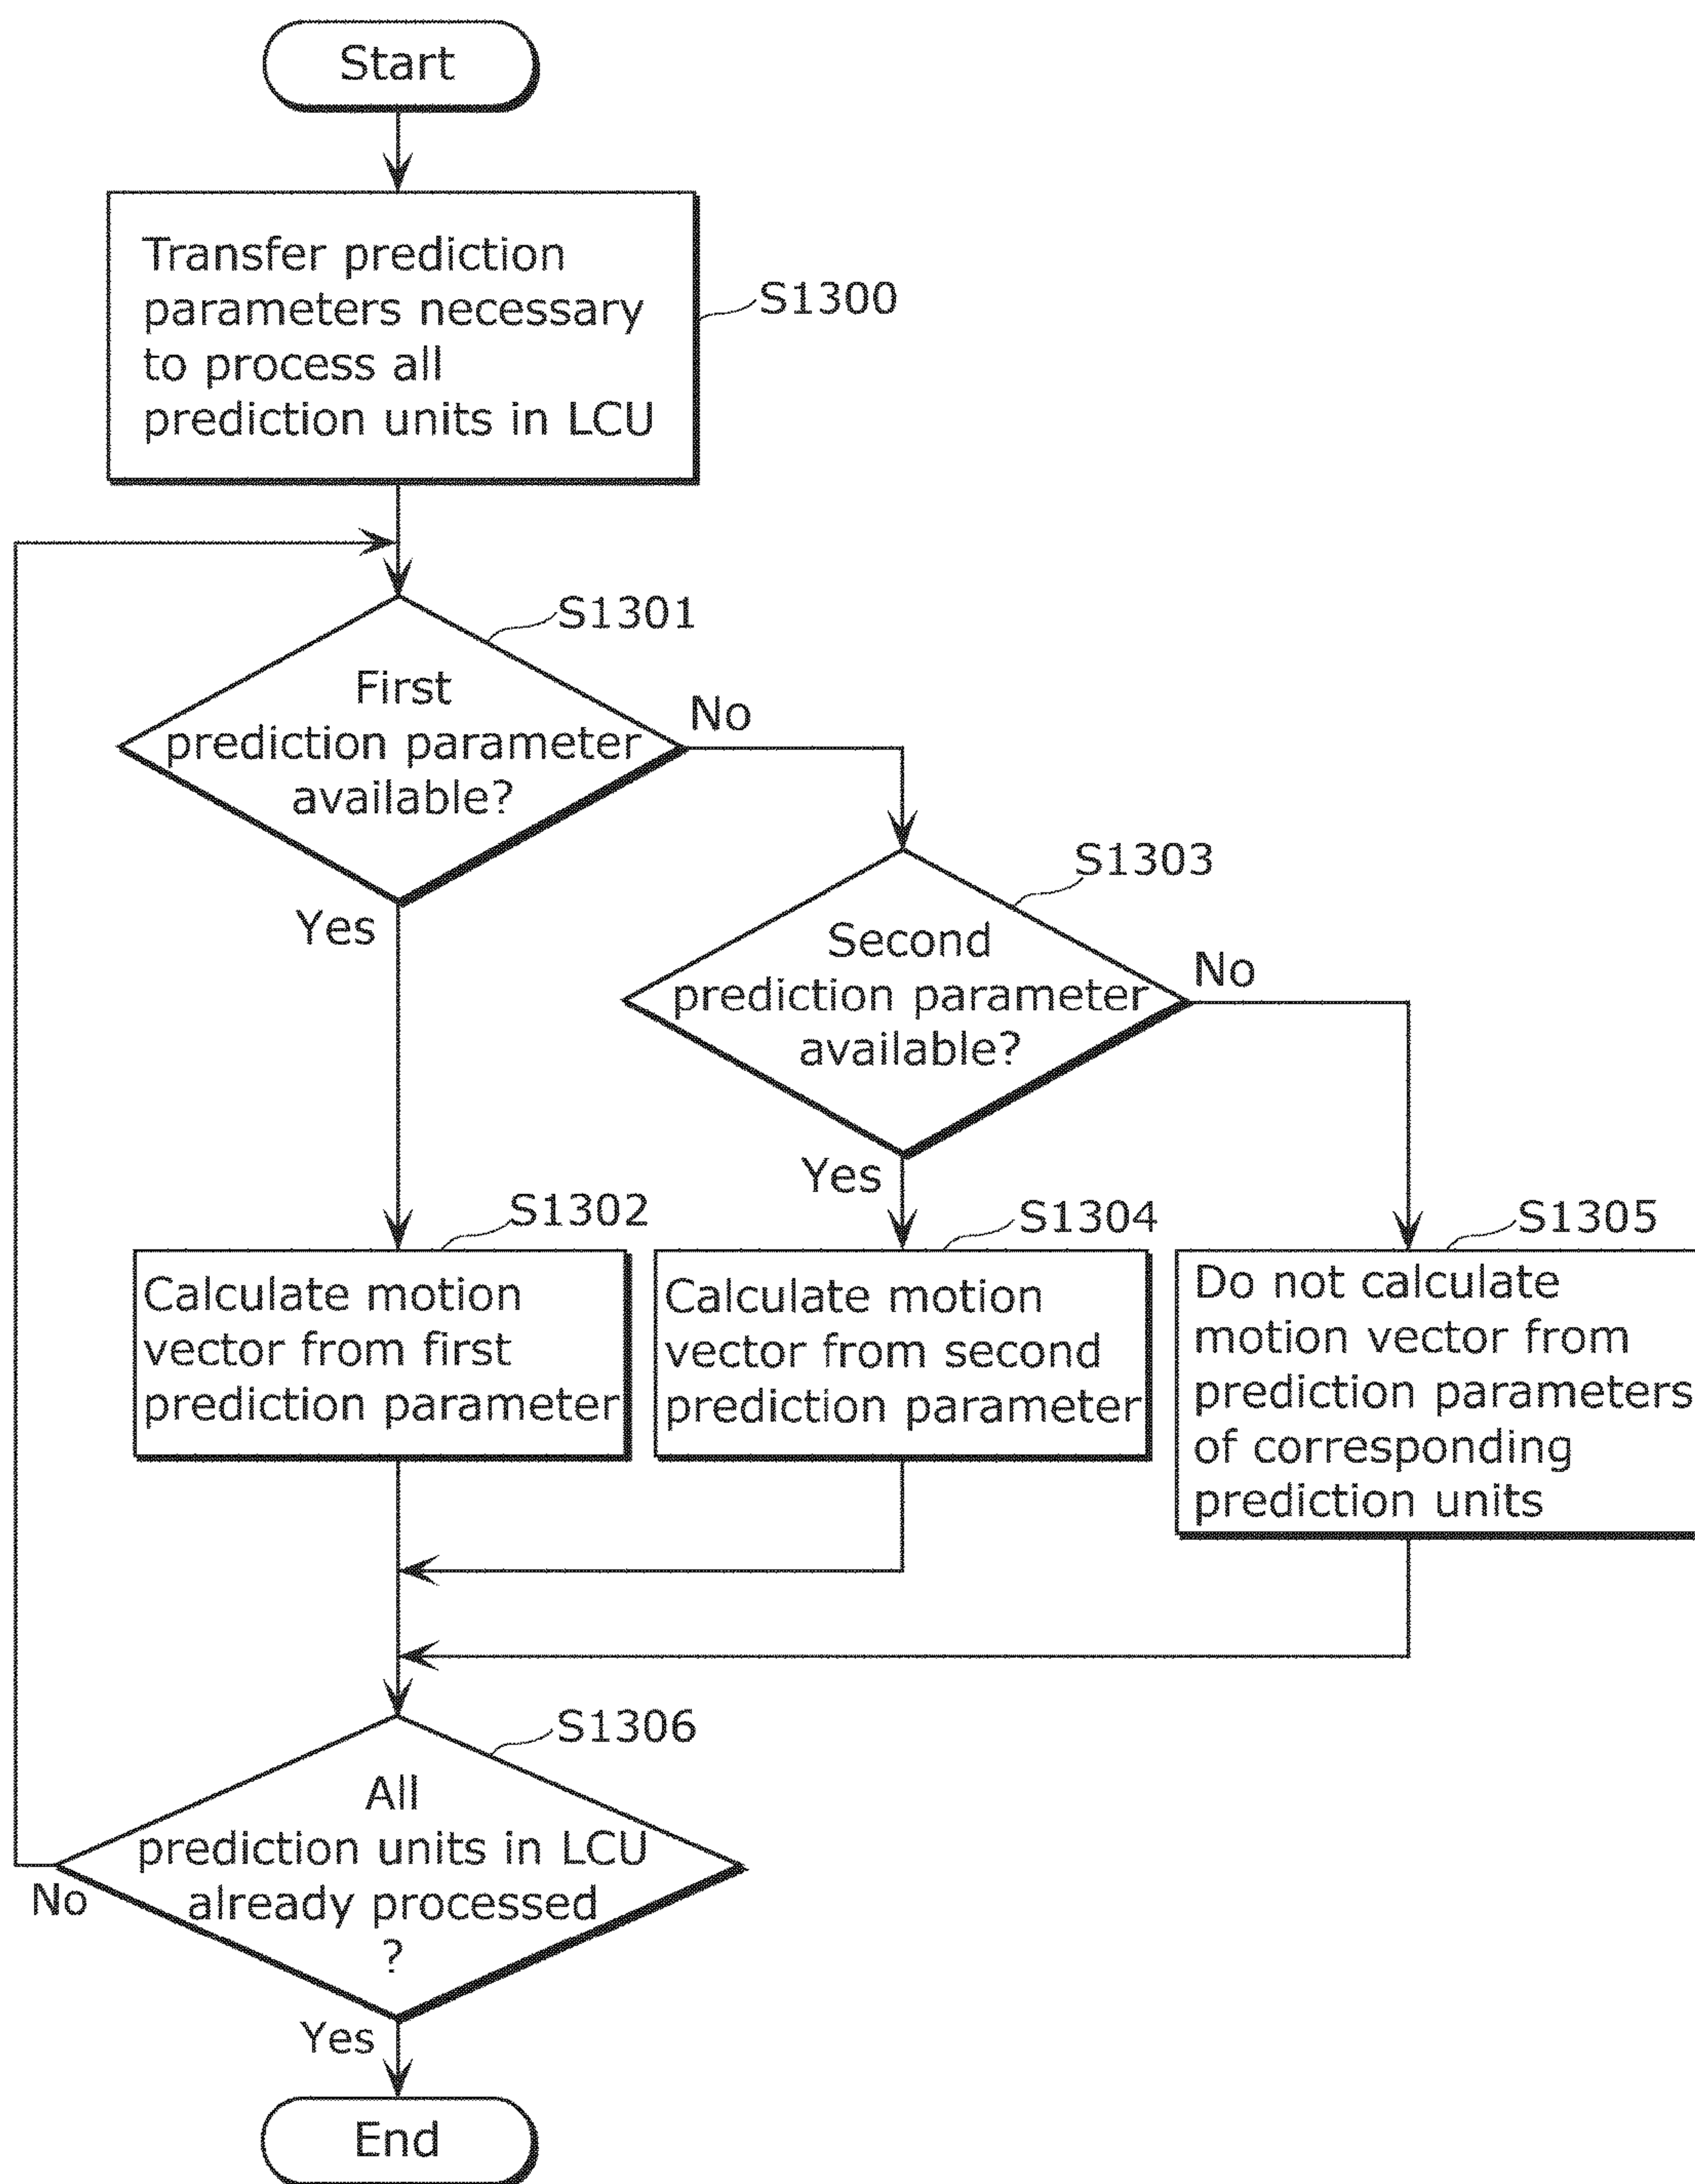 Start
Transfer prediction
parameters necessary
to process all
prediction units in LCU
S1300
S1301
First
prediction parameter
available?
No
Yes
S1303
Second
prediction parameter
available?
No
Yes
S1302
Calculate motion
vector from first
prediction parameter
S1304
Calculate motion
vector from second
prediction parameter
S1305
Do not calculate
motion vector from
prediction parameters
of corresponding
prediction units
S1306
All
prediction units in LCU
already processed
?
No
Yes
End